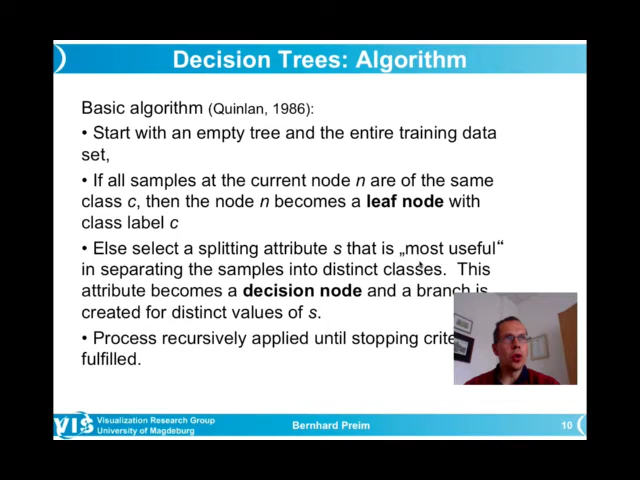 Decision Trees: Algorithm
Basic algorithm (Quinlan, 1986):
• Start with an empty tree and the entire training data
set,
• If all samples at the current node n are of the same
class c, then the node n becomes a leaf node with
class label c
• Else select a splitting attribute s that is „most useful“
in separating the samples into distinct classes. This
attribute becomes a decision node and a branch is
created for distinct values of s.
• Process recursively applied until stopping
fulfilled.
VIS
Visualization Research Group
University of Magdeburg
Bernhard Preim
10